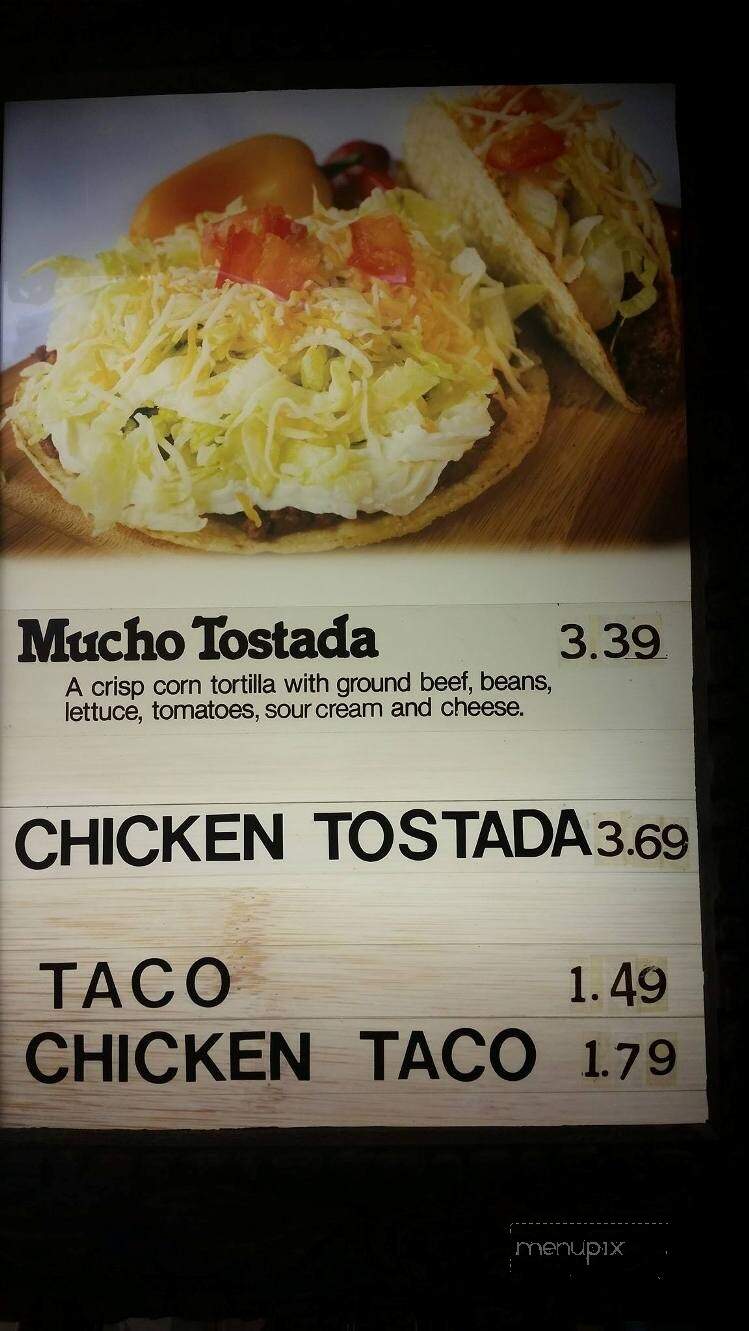 Mucho Tostada 3.39
A crisp corn tortilla with ground beef, beans,
lettuce, tomatoes, sour cream and cheese.
CHICKEN TOSTADA 3.69
TACO 1.49
CHICKEN TACO 1.79
menupix